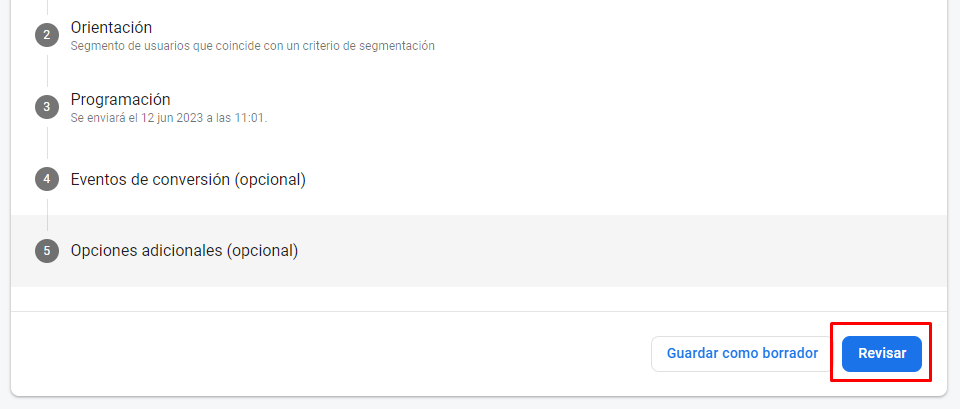 2
Orientación
Segmento de usuarios que coincide con un criterio de segmentación
3
Programación
Se enviará el 12 jun 2023 a las 11:01.
4
Eventos de conversión (opcional)
5
Opciones adicionales (opcional)
Guardar como borrador
Revisar